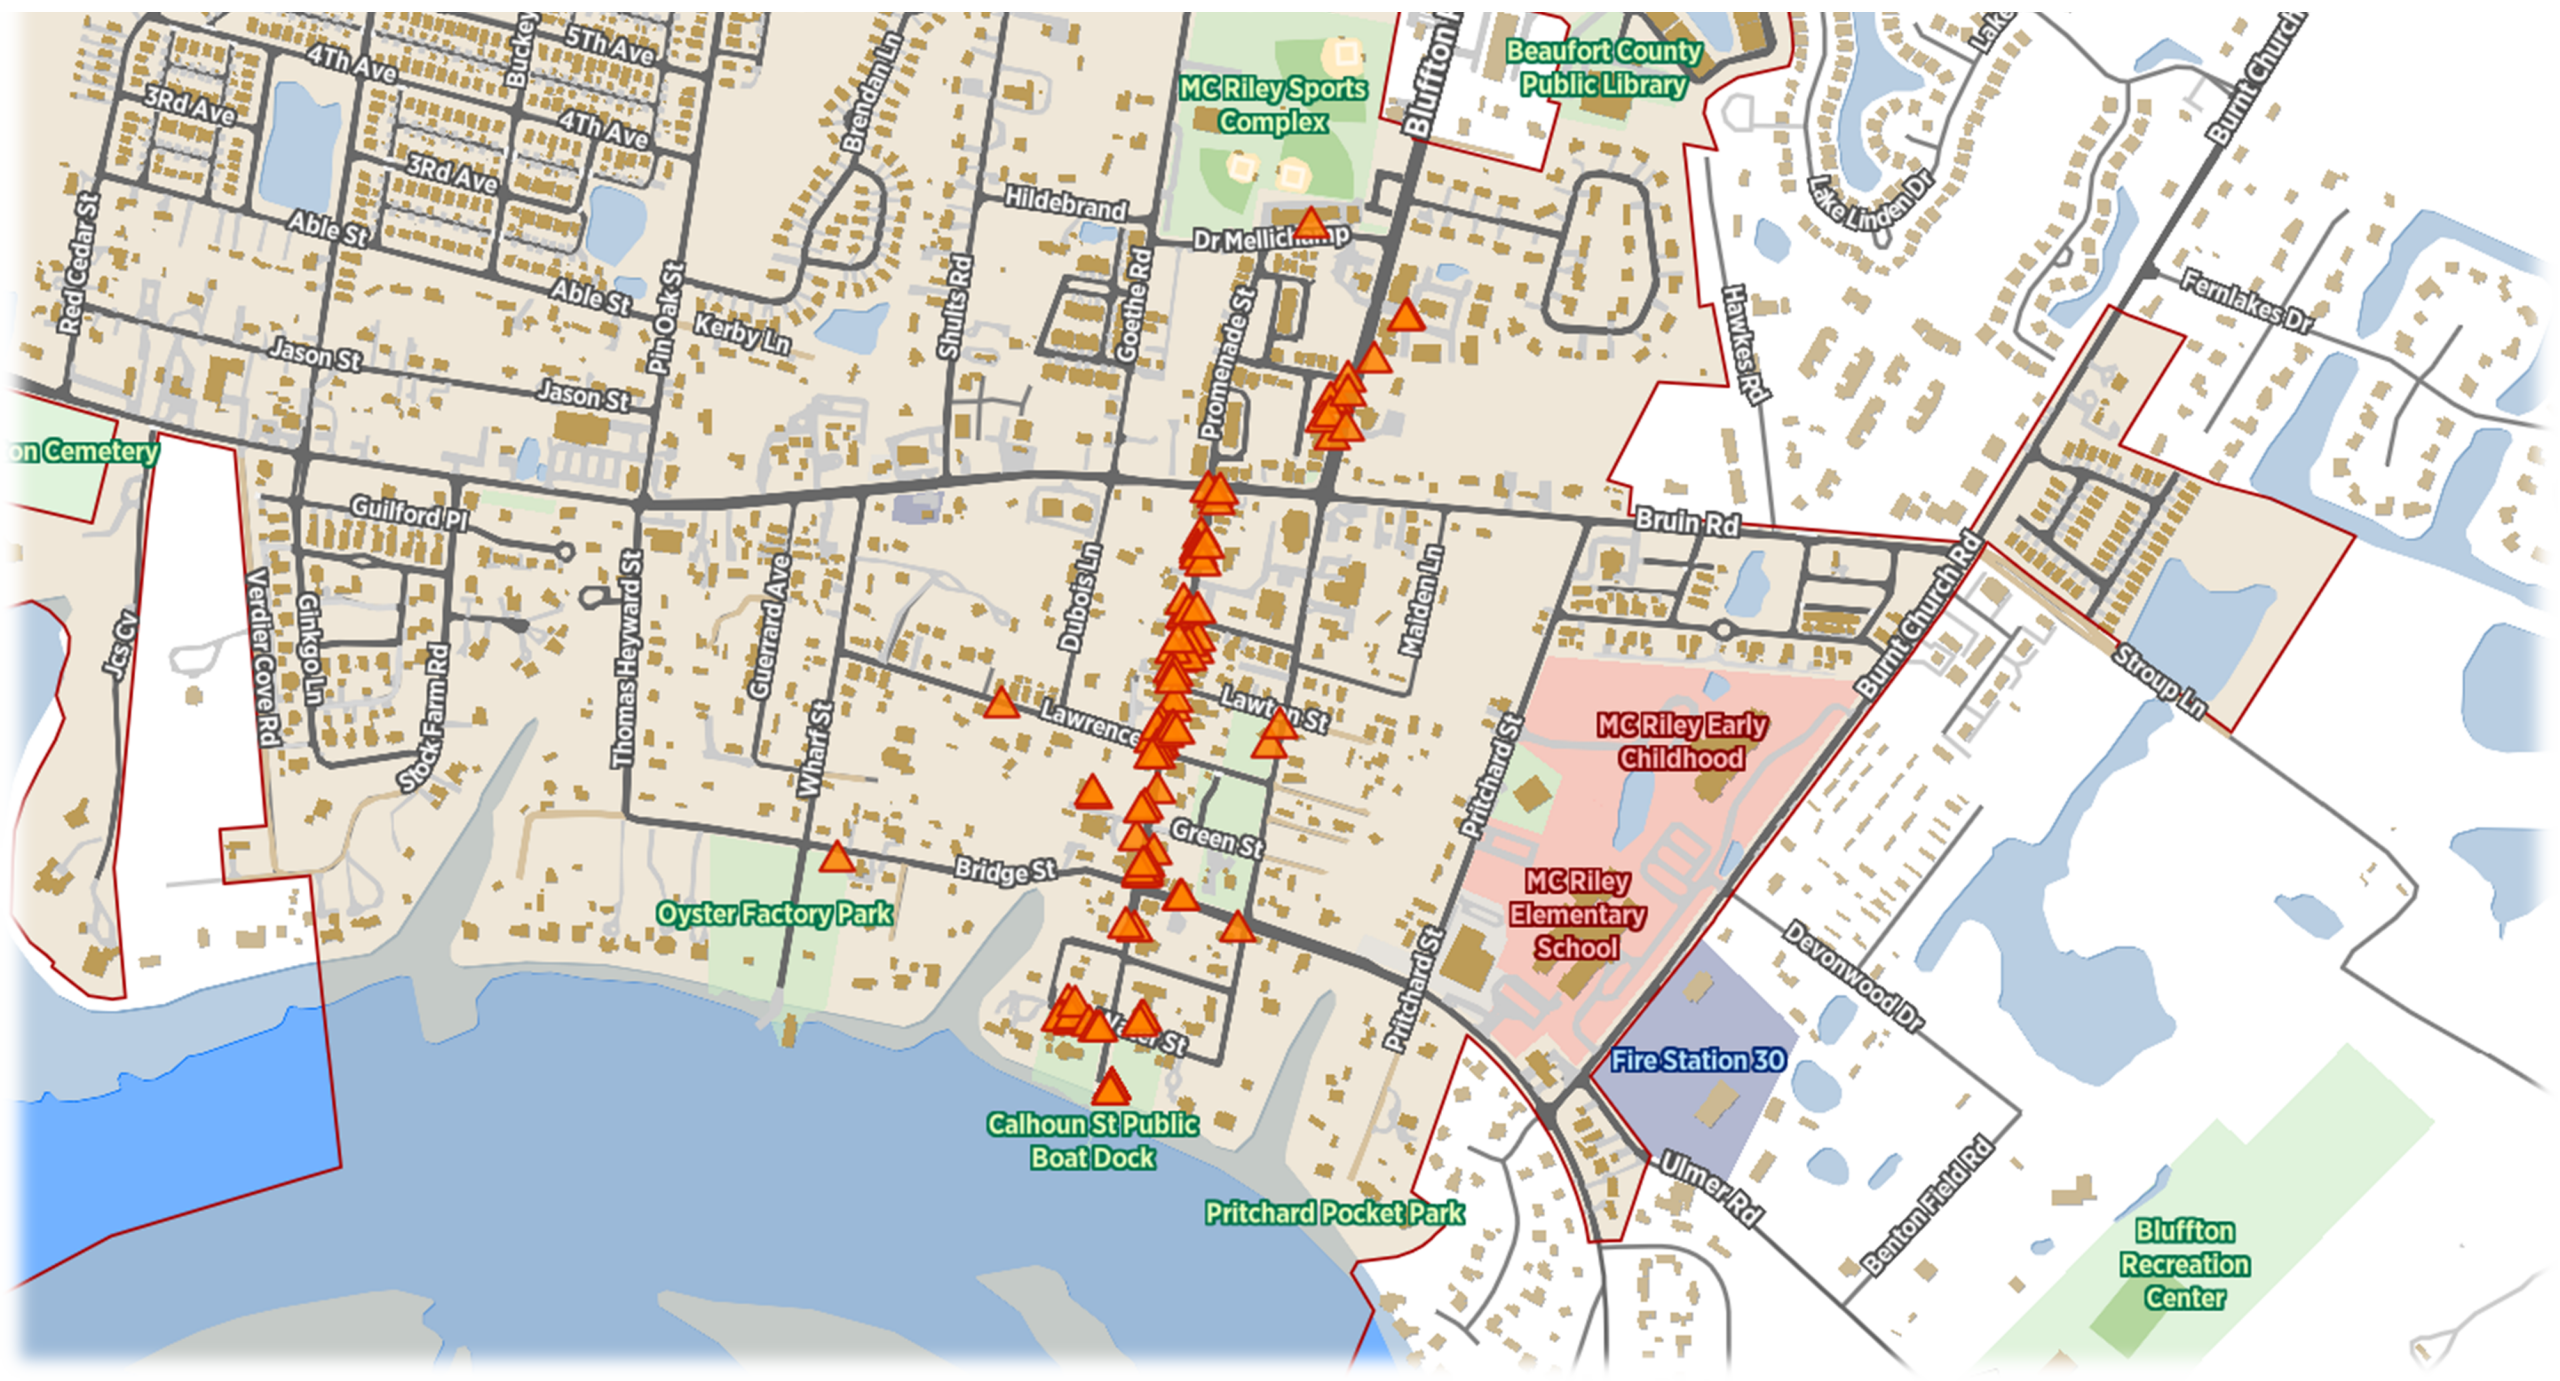 Buckey
5Th Ave
4Th Ave
3Rd Ave
4Th Ave
3Rd Ave
Brendan Ln
MC Riley Sports
Complex
Bluffton
Beaufort County
Public Library
Lake
Burnt Church
Lake Linden Dr
Hildebrand
Able St
Red Cedar St
Dr Mellich
mp
Able St
Pin Oak St
Kerby Ln
Shults Rd
Goethe Rd
Promenade St
Hawkes Rd
Fernlakes Dr
Jason St
Jason St
on Cemetery
Guilford Pl
Bruin Rd
Burnt Church Rd
Jcs Cv
Verdier Cove Rd
Ginkgo Ln
Stock Farm Rd
Thomas Heyward St
Guerrard Ave
Wharf St
Dubois Ln
Maiden Ln
Lawrence
Lawton St
Pritchard St
MC Riley Early
Childhood
Stroup Ln
Green St
Bridge St
Oyster Factory Park
MC Riley
Elementary
School
Pritchard St
Devonwood Dr
St
Fire Station 30
Calhoun St Public
Boat Dock
Pritchard Pocket Park
Ulmer Rd
Benton Field Rd
Bluffton
Recreation
Center